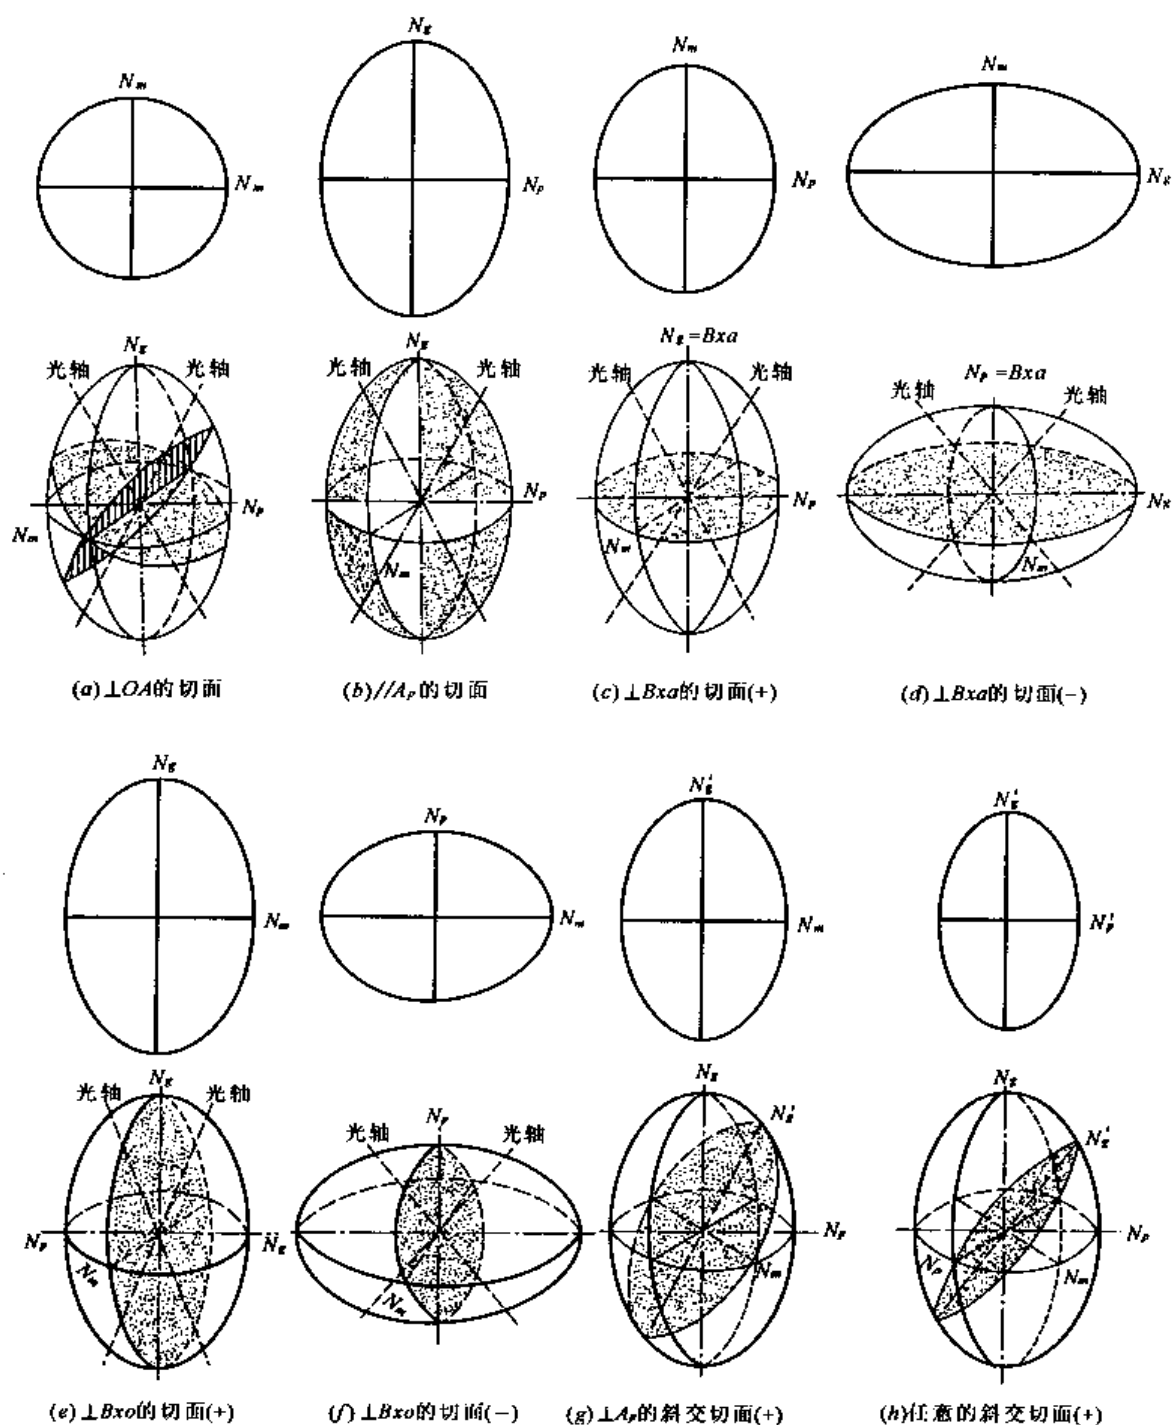 Nm
Nm
(a)⊥OA的切面
Ng
Np
(b)//Ap的切面
Nm
Np
(c)⊥Bxa的切面(+)
Nm
Ng
(d)⊥Bxa的切面(-)
Ng
光轴 光轴
Np
Nm
Ng
光轴 光轴
Np
Nm
Ng=Bxa
光轴 光轴
Np
Nm
Np=Bxa
光轴 光轴
Ng
Nm
Ng
Nm
Np
Nm
Ng'
Nm
Ng'
Np'
Ng
光轴 光轴
Np Ng
Nm
Np
光轴 光轴
Nm
Ng
Ng'
Np
Nm
Ng
Ng'
Np
Np
Nm
(e)⊥Bxo的切面(+)
(f)⊥Bxo的切面(-)
(g)⊥Ap的斜交切面(+)
(h)任意的斜交切面(+)